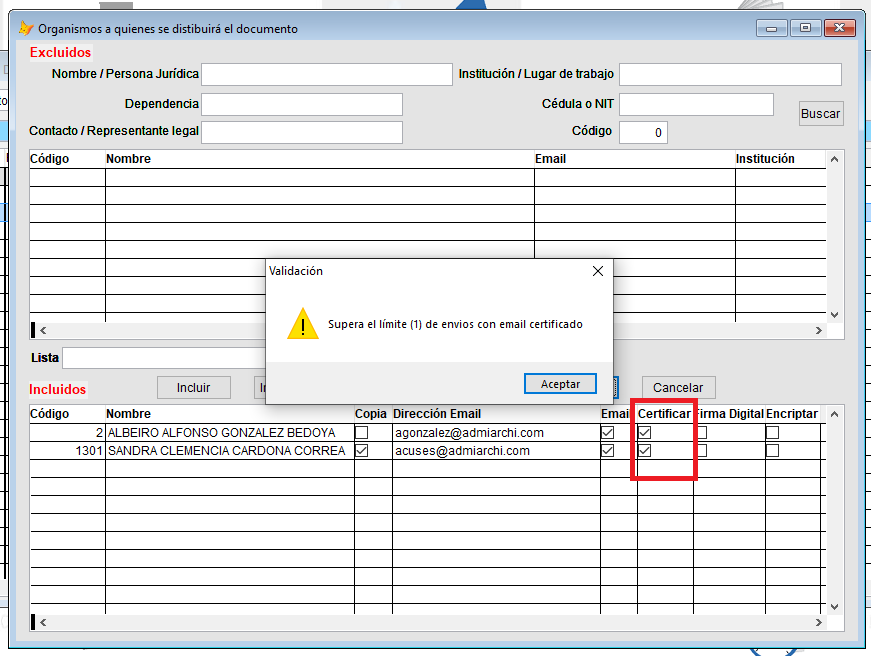 Organismos a quienes se distibuirá el documento
Excluidos
Nombre / Persona Jurídica
Institución / Lugar de trabajo
Dependencia
Cédula o NIT
Buscar
Contacto / Representante legal
Código 0
Código Nombre Email Institución
Validación
Supera el límite (1) de envios con email certificado
Aceptar
Lista
Incluidos
Incluir
Cancelar
Código Nombre Copia Dirección Email Email Certificar Firma Digital Encriptar
2 ALBEIRO ALFONSO GONZALEZ BEDOYA agonzalez@admiarchi.com
1301 SANDRA CLEMENCIA CARDONA CORREA acuses@admiarchi.com